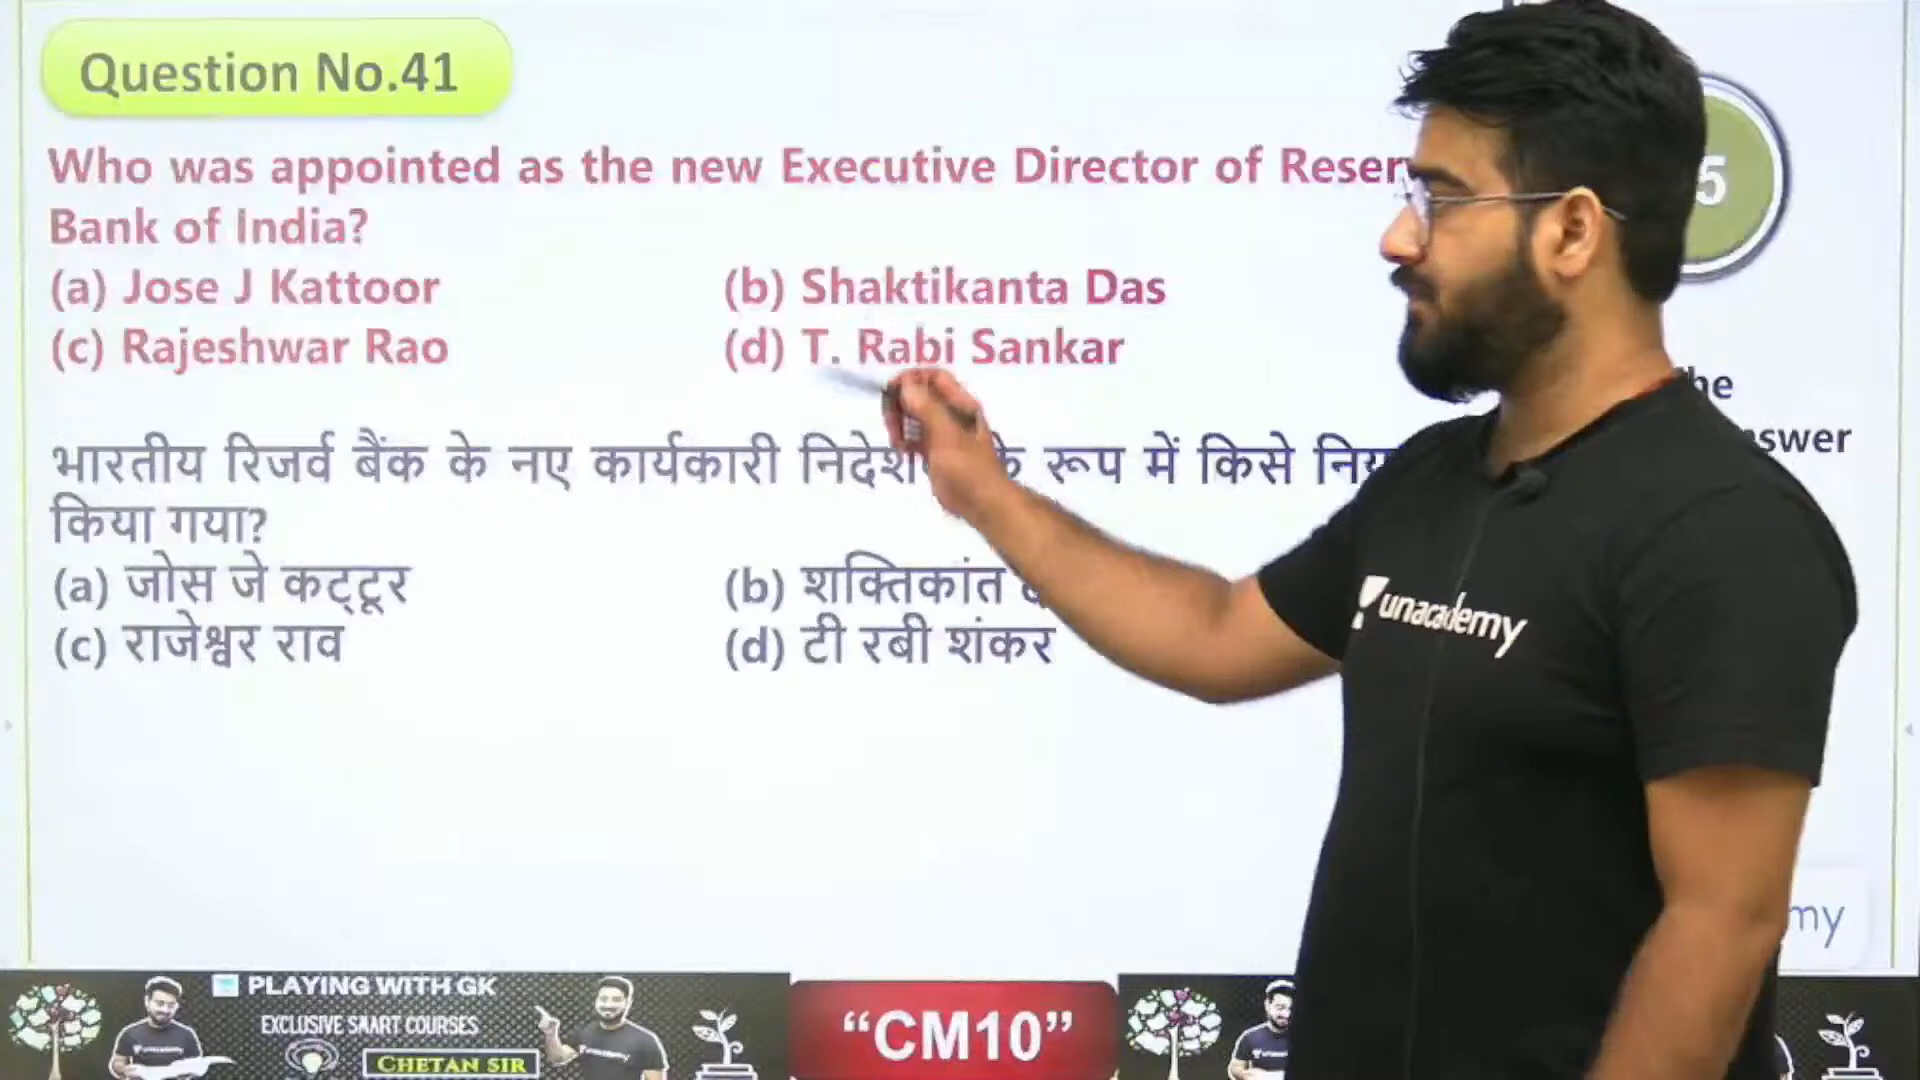 Question No.41
Who was appointed as the new Executive Director of
Bank of India?
(a) Jose J Kattoor (b) Shaktikanta Das
(c) Rajeshwar Rao (d) T. Rabi Sankar
5
भारतीय रिजर्व बैंक के नए कार्यकारी रूप में किसे
किया गया?
(a) जोस जे कट्टूर (b) शक्तिकांत
(c) राजेश्वर राव (d) टी रबी शंकर
unacademy
PLAYING WITH GK
EXCLUSIVE SMART COURSES
CHETAN SIR
“CM10”